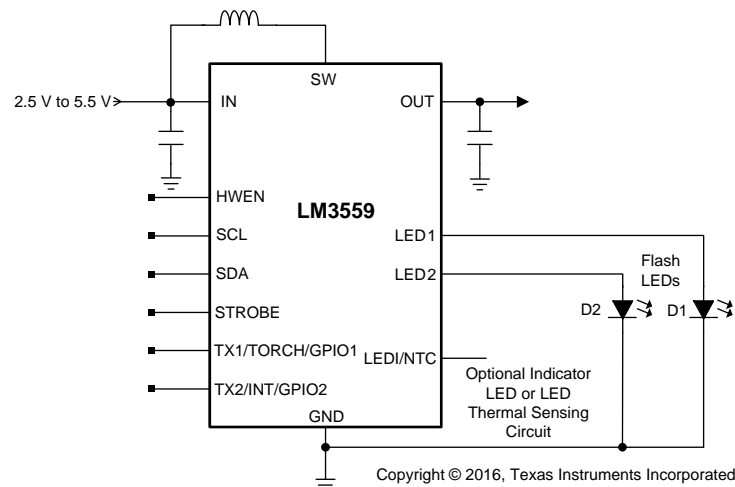 SW
2.5 V to 5.5 V
IN
OUT
HWEN
LM3559
SCL
LED1
SDA
LED2
Flash
LEDs
STROBE
D2
D1
TX1/TORCH/GPIO1
LEDI/NTC
TX2/INT/GPIO2
Optional Indicator
LED or LED
Thermal Sensing
Circuit
GND
Copyright © 2016, Texas Instruments Incorporated